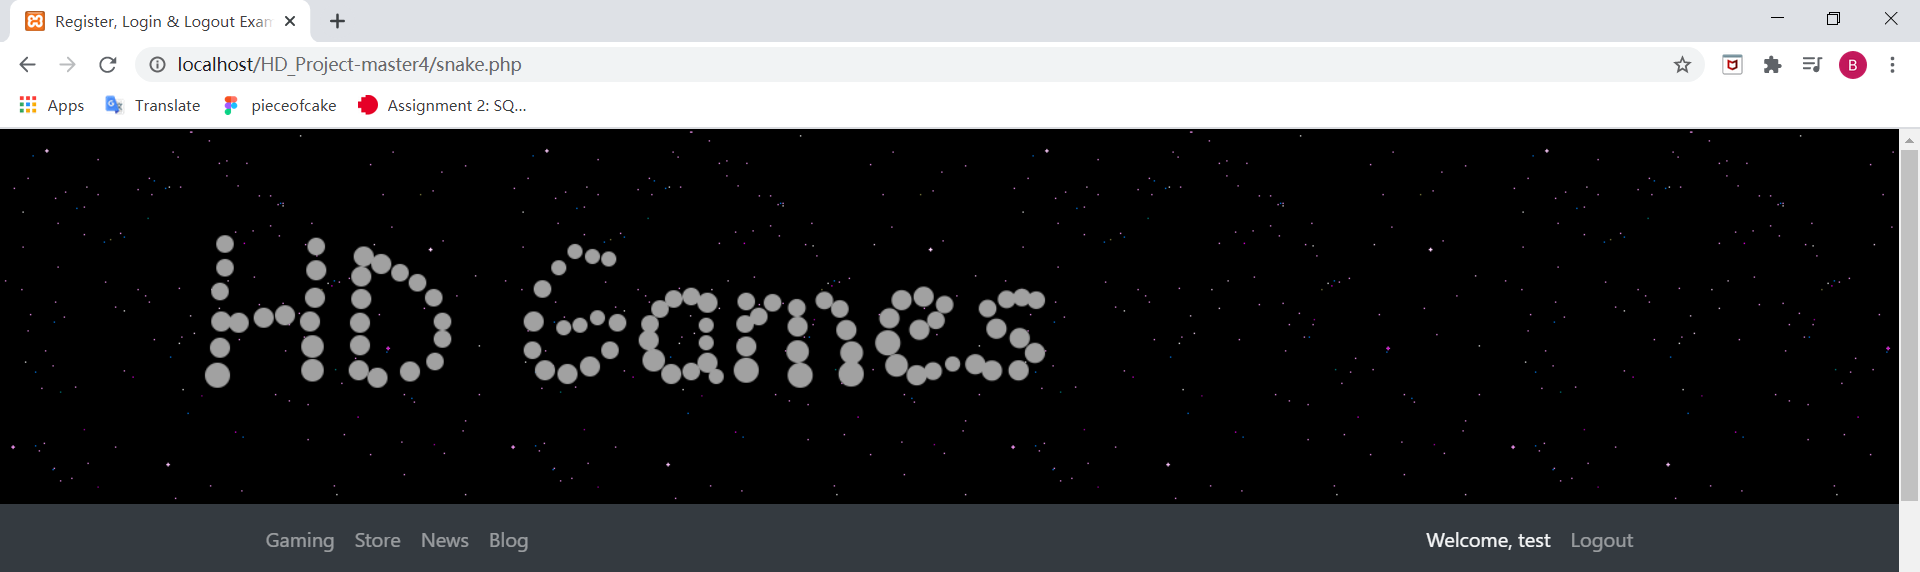 Register, Login & Logout Exam
localhost/HD_Project-master4/snake.php
B
Apps Translate pieceofcake Assignment 2: SQ...
HD Games
Gaming Store News Blog Welcome, test Logout